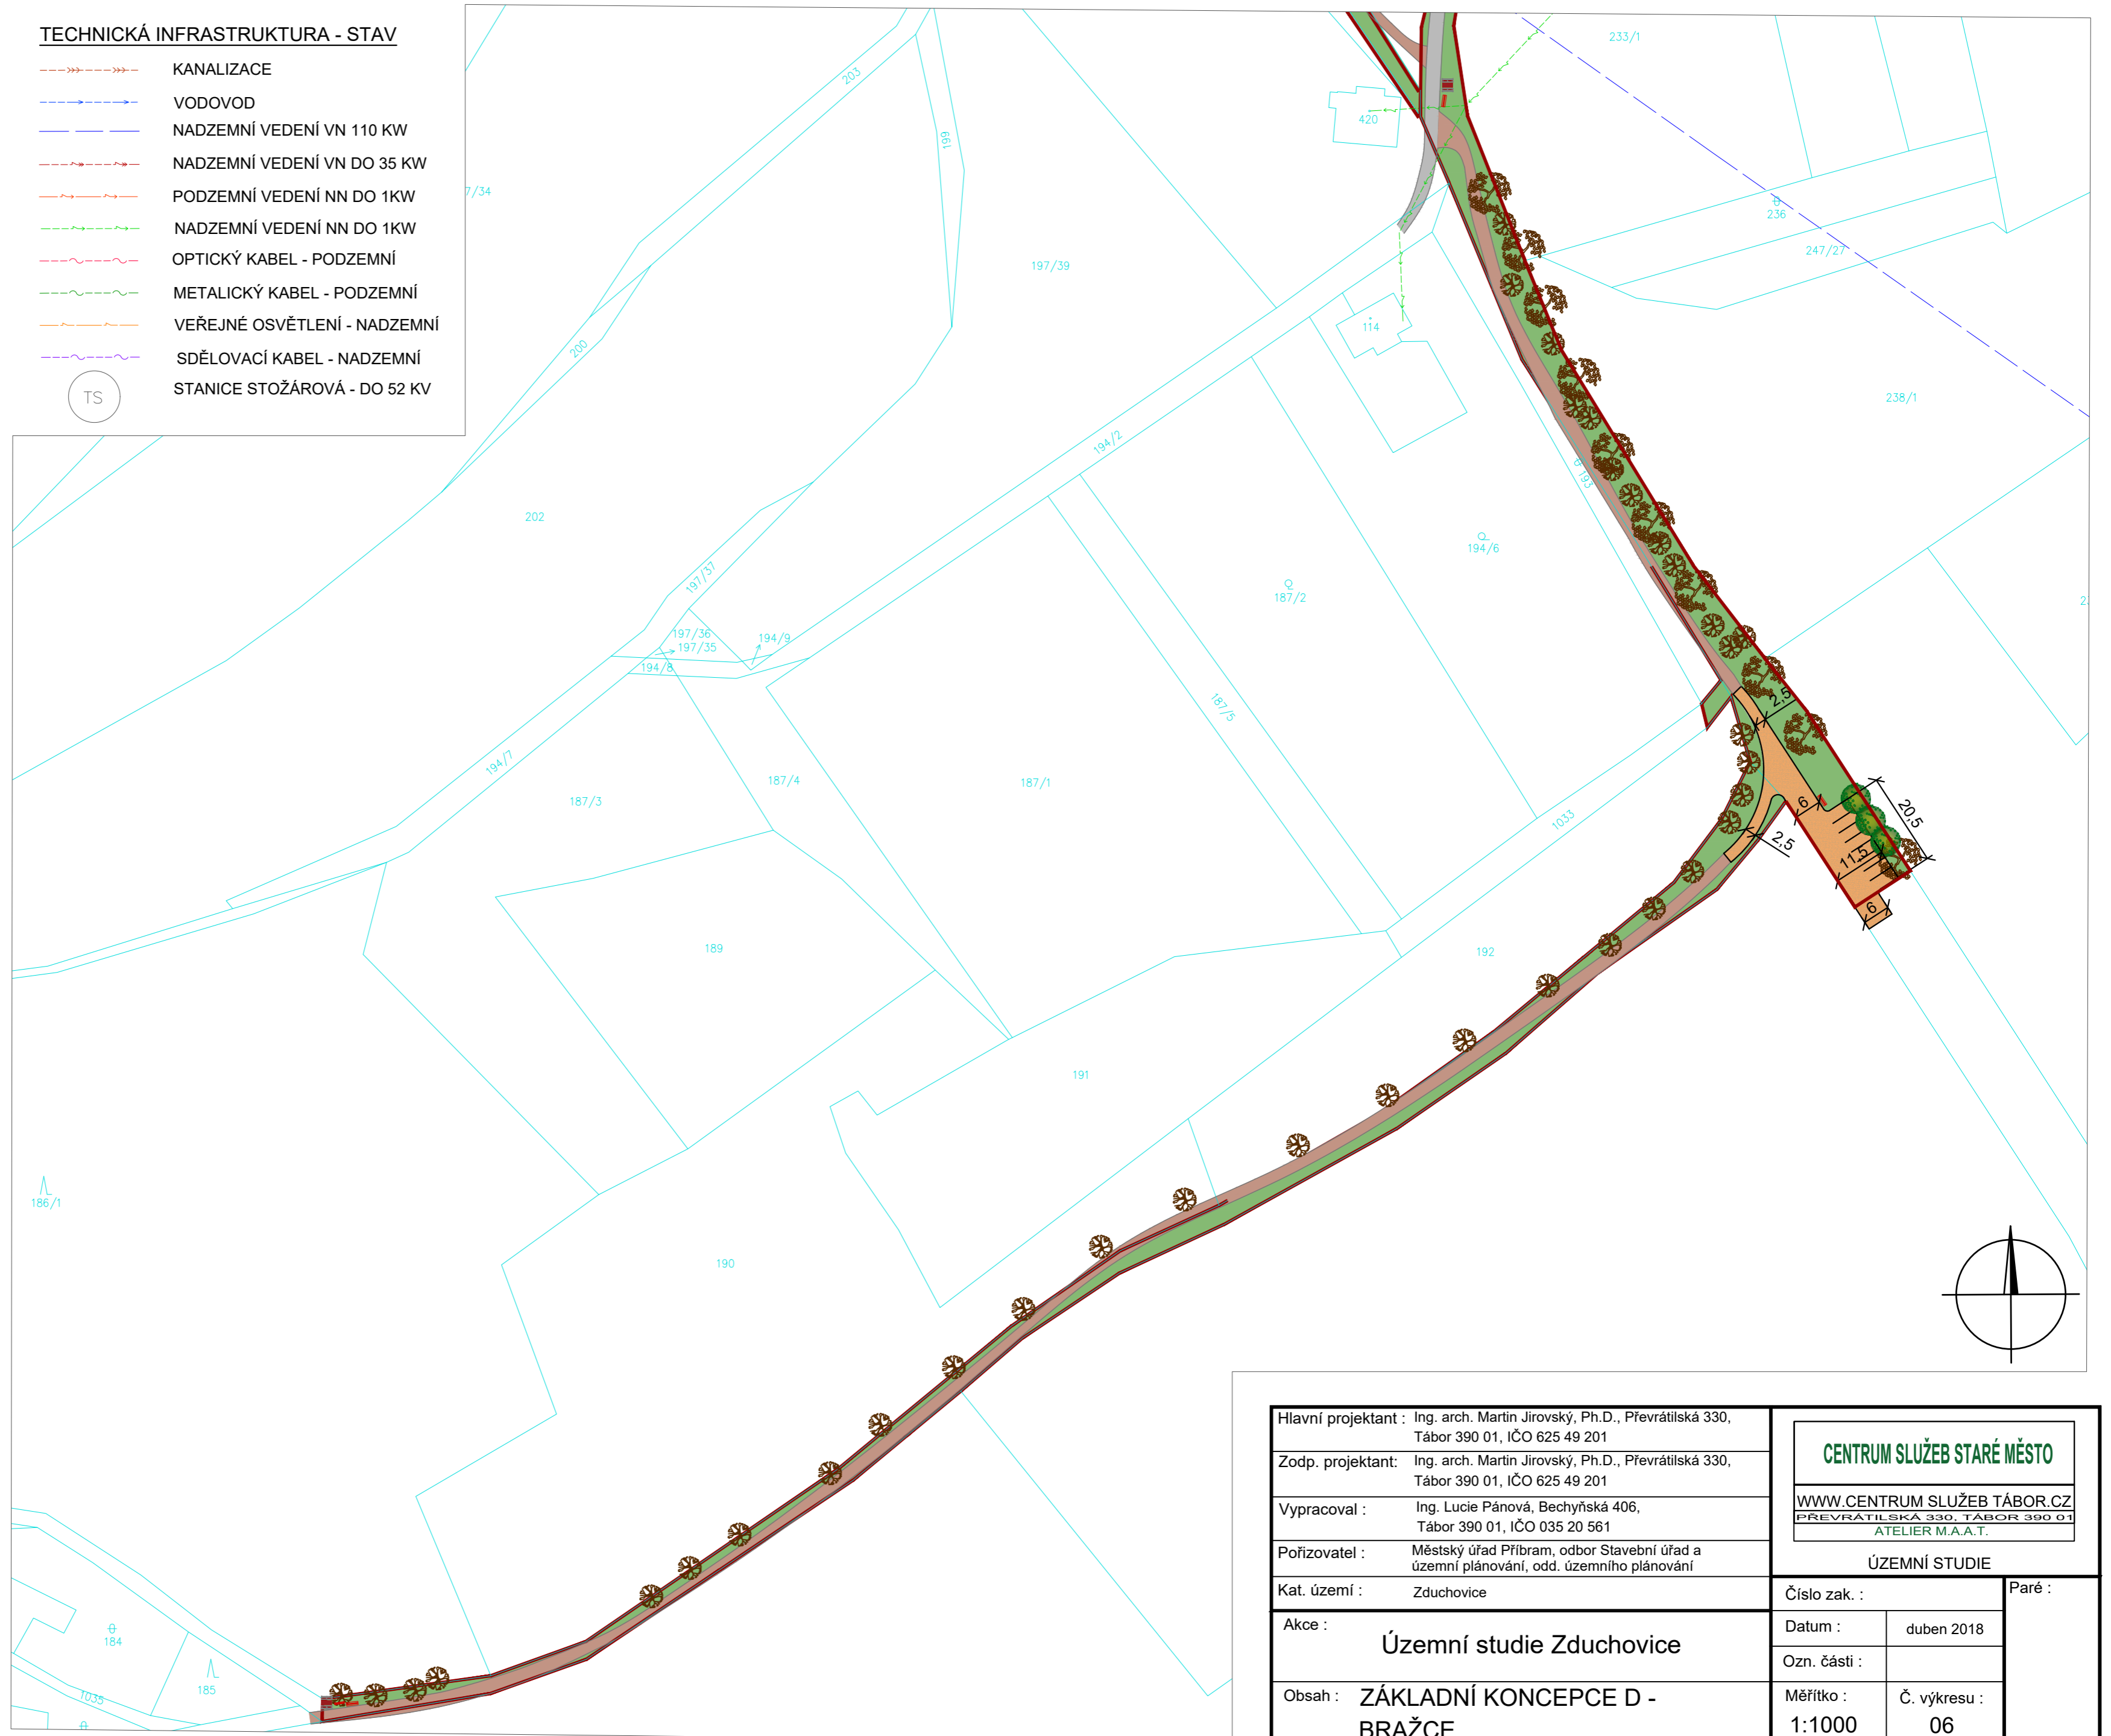 TECHNICKÁ INFRASTRUKTURA - STAV
KANALIZACE
VODOVOD
NADZEMNÍ VEDENÍ VN 110 KW
NADZEMNÍ VEDENÍ VN DO 35 KW
PODZEMNÍ VEDENÍ NN DO 1KW
NADZEMNÍ VEDENÍ NN DO 1KW
OPTICKÝ KABEL - PODZEMNÍ
METALICKÝ KABEL - PODZEMNÍ
VEŘEJNÉ OSVĚTLENÍ - NADZEMNÍ
SDĚLOVACÍ KABEL - NADZEMNÍ
TS STANICE STOŽÁROVÁ - DO 52 KV
7/34
203
199
200
202
197/39
420
233/1
236
247/27
238/1
114
194/2
193
194/6
187/2
197/37
197/36
197/35
194/9
194/8
187/5
194/7
187/3
187/4
187/1
1033
2,5
6
20,5
2,5
11,5
6
189
192
191
186/1
190
184
185
1035
Hlavní projektant : Ing. arch. Martin Jirovský, Ph.D., Převrátilská 330,
Tábor 390 01, IČO 625 49 201
Zodp. projektant: Ing. arch. Martin Jirovský, Ph.D., Převrátilská 330,
Tábor 390 01, IČO 625 49 201
Vypracoval : Ing. Lucie Pánová, Bechyňská 406,
Tábor 390 01, IČO 035 20 561
Pořizovatel : Městský úřad Příbram, odbor Stavební úřad a
územní plánování, odd. územního plánování
Kat. území : Zduchovice
Akce :
Územní studie Zduchovice
Obsah : ZÁKLADNÍ KONCEPCE D -
BRAŽCE
CENTRUM SLUŽEB STARÉ MĚSTO
WWW.CENTRUM SLUŽEB TÁBOR.CZ
PŘEVRÁTILSKÁ 330, TÁBOR 390 01
ATELIER M.A.A.T.
ÚZEMNÍ STUDIE
Číslo zak. :
Paré :
Datum : duben 2018
Ozn. části :
Měřítko :
1:1000
Č. výkresu :
06